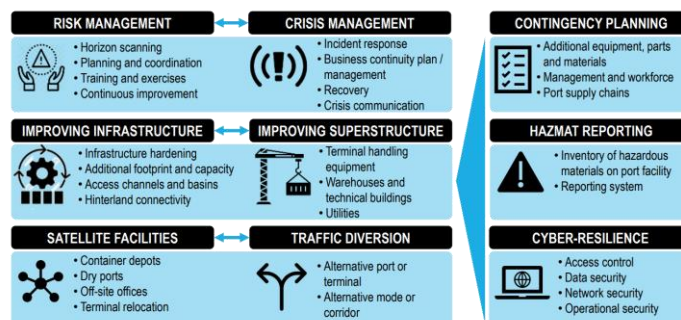 RISK MANAGEMENT
• Horizon scanning
• Planning and coordination
• Training and exercises
• Continuous improvement
CRISIS MANAGEMENT
• Incident response
• Business continuity plan /
management
• Recovery
• Crisis communication
CONTINGENCY PLANNING
• Additional equipment, parts
and materials
• Management and workforce
• Port supply chains
IMPROVING INFRASTRUCTURE
• Infrastructure hardening
• Additional footprint and capacity
• Access channels and basins
• Hinterland connectivity
IMPROVING SUPERSTRUCTURE
• Terminal handling
equipment
• Warehouses and
technical buildings
• Utilities
HAZMAT REPORTING
• Inventory of hazardous
materials on port facility
• Reporting system
SATELLITE FACILITIES
• Container depots
• Dry ports
• Off-site offices
• Terminal relocation
TRAFFIC DIVERSION
• Alternative port or
terminal
• Alternative mode or
corridor
CYBER-RESILIENCE
• Access control
• Data security
• Network security
• Operational security